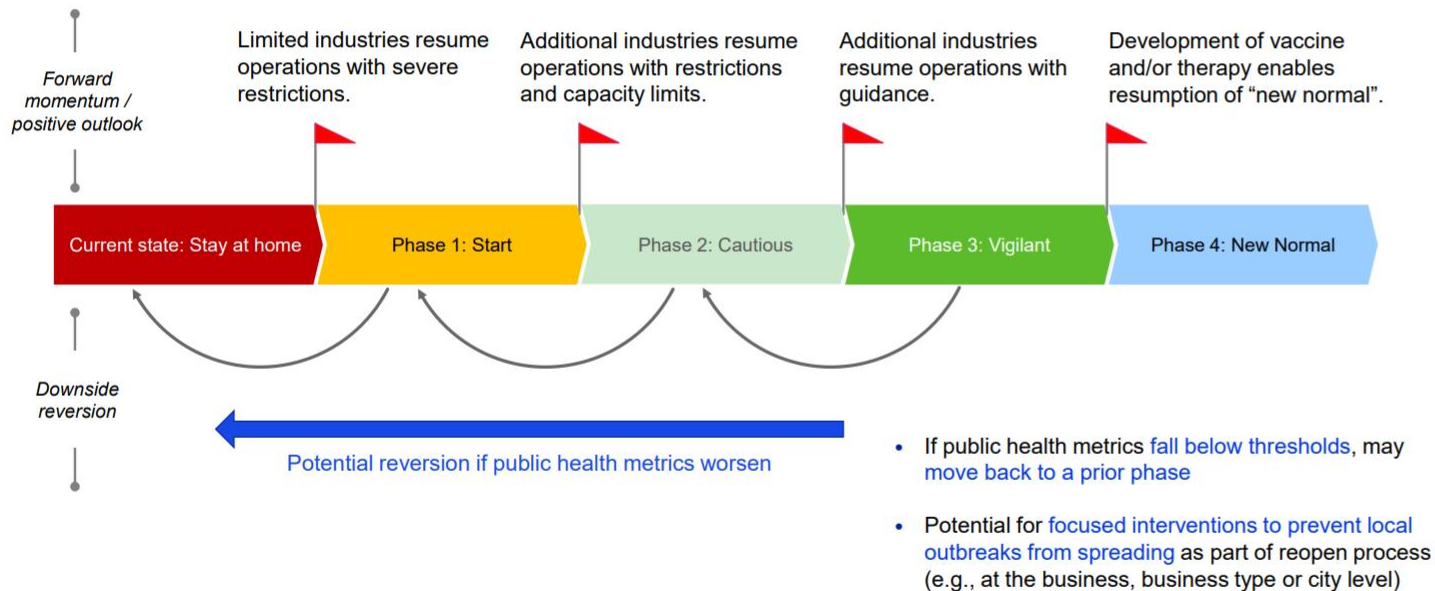 Forward
momentum /
positive outlook
Limited industries resume
operations with severe
restrictions.
Additional industries resume
operations with restrictions
and capacity limits.
Additional industries
resume operations with
guidance.
Development of vaccine
and/or therapy enables
resumption of “new normal”.
Current state: Stay at home
Phase 1: Start
Phase 2: Cautious
Phase 3: Vigilant
Phase 4: New Normal
Downside
reversion
Potential reversion if public health metrics worsen
• If public health metrics fall below thresholds, may
move back to a prior phase
• Potential for focused interventions to prevent local
outbreaks from spreading as part of reopen process
(e.g., at the business, business type or city level)